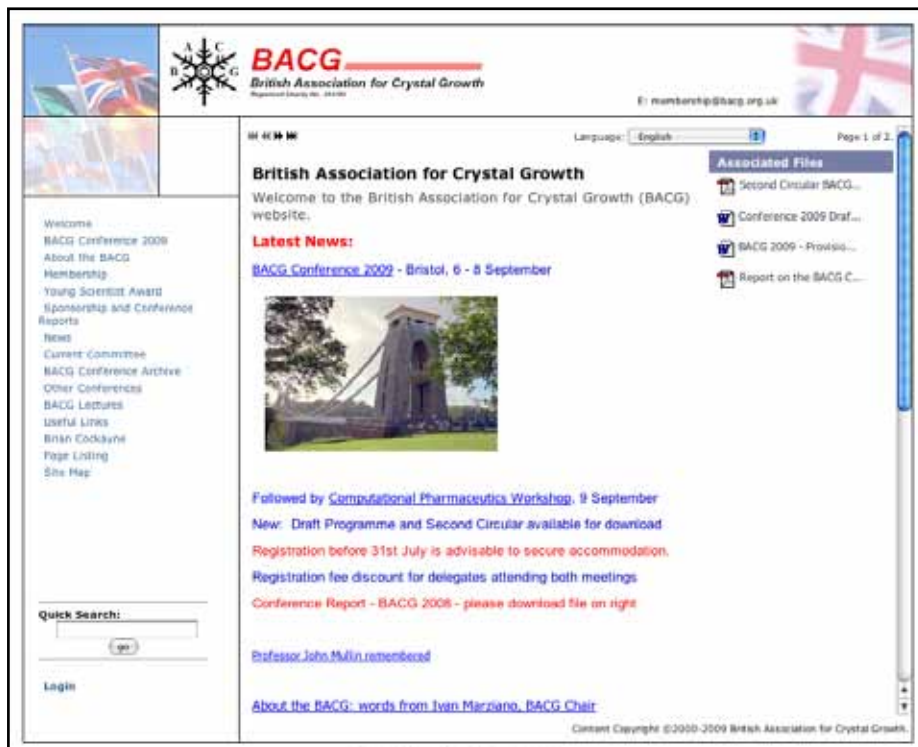 A C
B G
BACG
British Association for Crystal Growth
E: membership@bacg.org.uk
Language: English
Page 1 of 2.
British Association for Crystal Growth
Welcome to the British Association for Crystal Growth (BACG)
website.
Latest News:
BACG Conference 2009 - Bristol, 6 - 8 September
Associated Files
Second Circular BACG...
Conference 2009 Draf...
BACG 2009 - Provisio...
Report on the BACG C...
Welcome
BACG Conference 2009
About the BACG
Membership
Young Scientist Award
Sponsorship and Conference
Reports
News
Current Committee
BACG Conference Archive
Other Conferences
BACG Lectures
Useful Links
Brian Cockayne
Page Listing
Site Map
Quick Search:
go
Login
Followed by Computational Pharmaceutics Workshop, 9 September
New: Draft Programme and Second Circular available for download
Registration before 31st July is advisable to secure accommodation.
Registration fee discount for delegates attending both meetings
Conference Report - BACG 2008 - please download file on right
Professor John Mullin remembered
About the BACG: words from Ivan Marziano, BACG Chair
Content Copyright ©2000-2009 British Association for Crystal Growth.